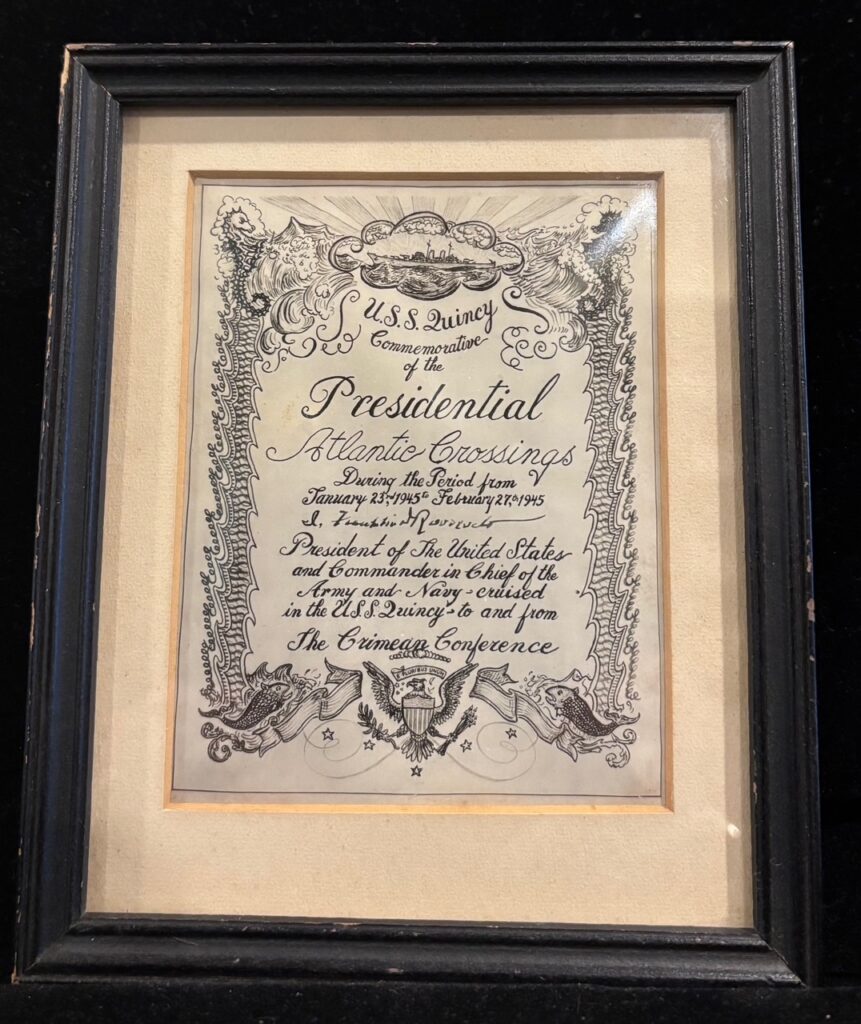 U.S.S. Quincy
Commemorative
of the
Presidential
Atlantic Crossings
During the Period from
January 23rd, 1945 to February 27th, 1945
I, Franklin D Roosevelt
President of The United States
and Commander in Chief of the
Army and Navy - cruised
in the U.S.S. Quincy - to and from
The Crimean Conference
E PLURIBUS UNUM